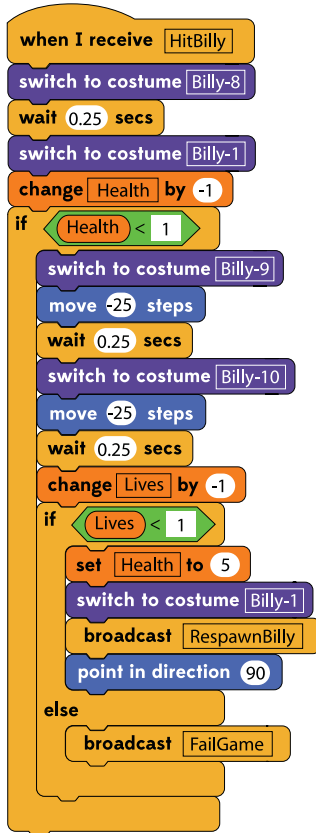 when I receive HitBilly
switch to costume Billy-8
wait 0.25 secs
switch to costume Billy-1
change Health by -1
if Health < 1
switch to costume Billy-9
move -25 steps
wait 0.25 secs
switch to costume Billy-10
move -25 steps
wait 0.25 secs
change Lives by -1
if Lives < 1
set Health to 5
switch to costume Billy-1
broadcast RespawnBilly
point in direction 90
else
broadcast FailGame